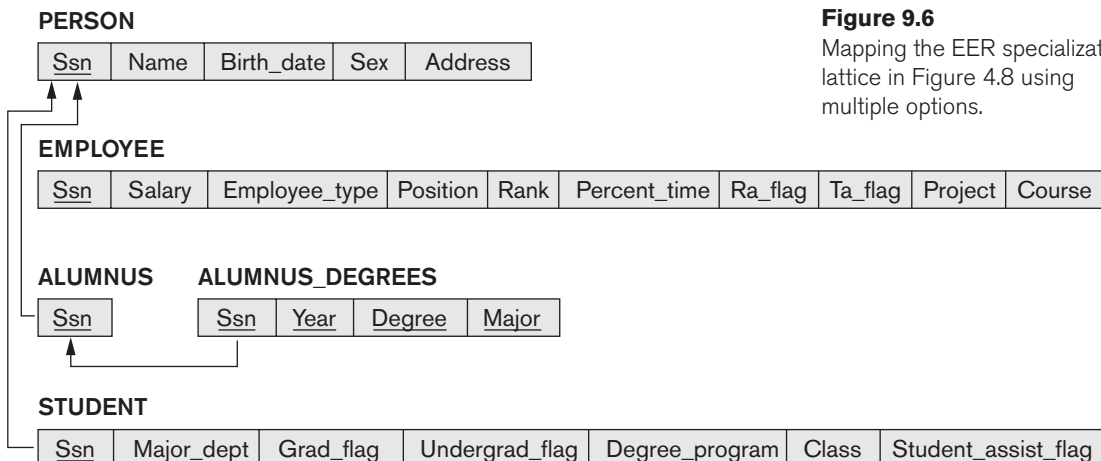 PERSON
Ssn Name Birth_date Sex Address
Figure 9.6
Mapping the EER
lattice in Figure 4.8 using
multiple options.
EMPLOYEE
Ssn Salary Employee_type Position Rank Percent_time Ra_flag Ta_flag Project Course
ALUMNUS ALUMNUS_DEGREES
Ssn Ssn Year Degree Major
STUDENT
Ssn Major_dept Grad_flag Undergrad_flag Degree_program Class Student_assist_flag